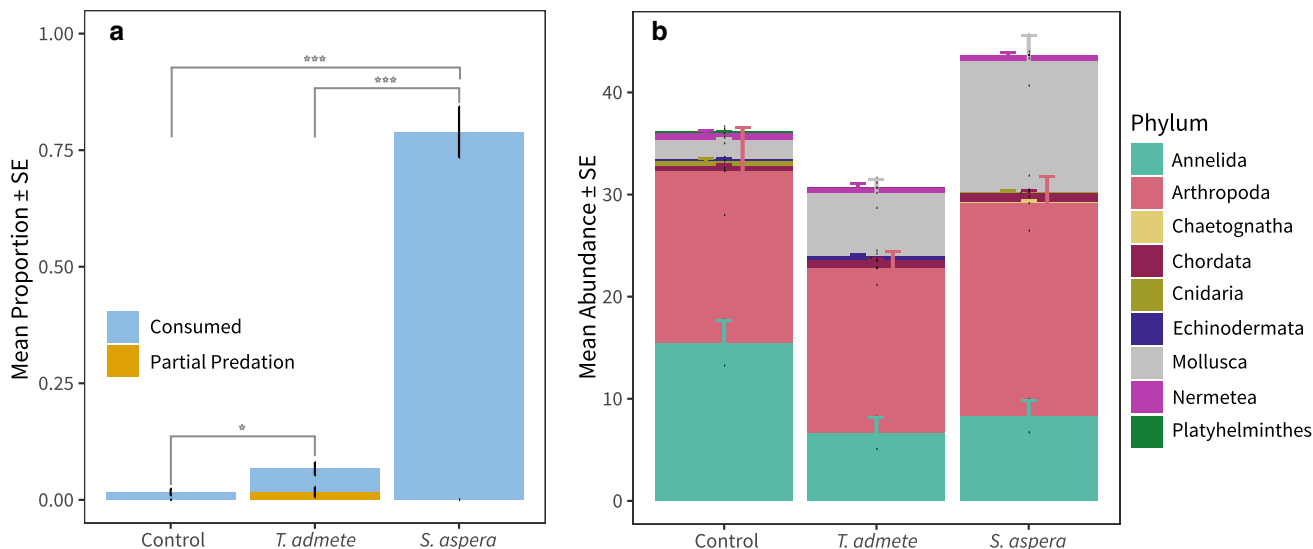 a
Mean Proportion ± SE
1.00
0.75
0.50
0.25
0.00
***
***
*
Consumed
Partial Predation
Control
T. admete
S. aspera
b
Mean Abundance ± SE
40
30
20
10
0
Control
T. admete
S. aspera
Phylum
Annelida
Arthropoda
Chaetognatha
Chordata
Cnidaria
Echinodermata
Mollusca
Nermetea
Platyhelminthes